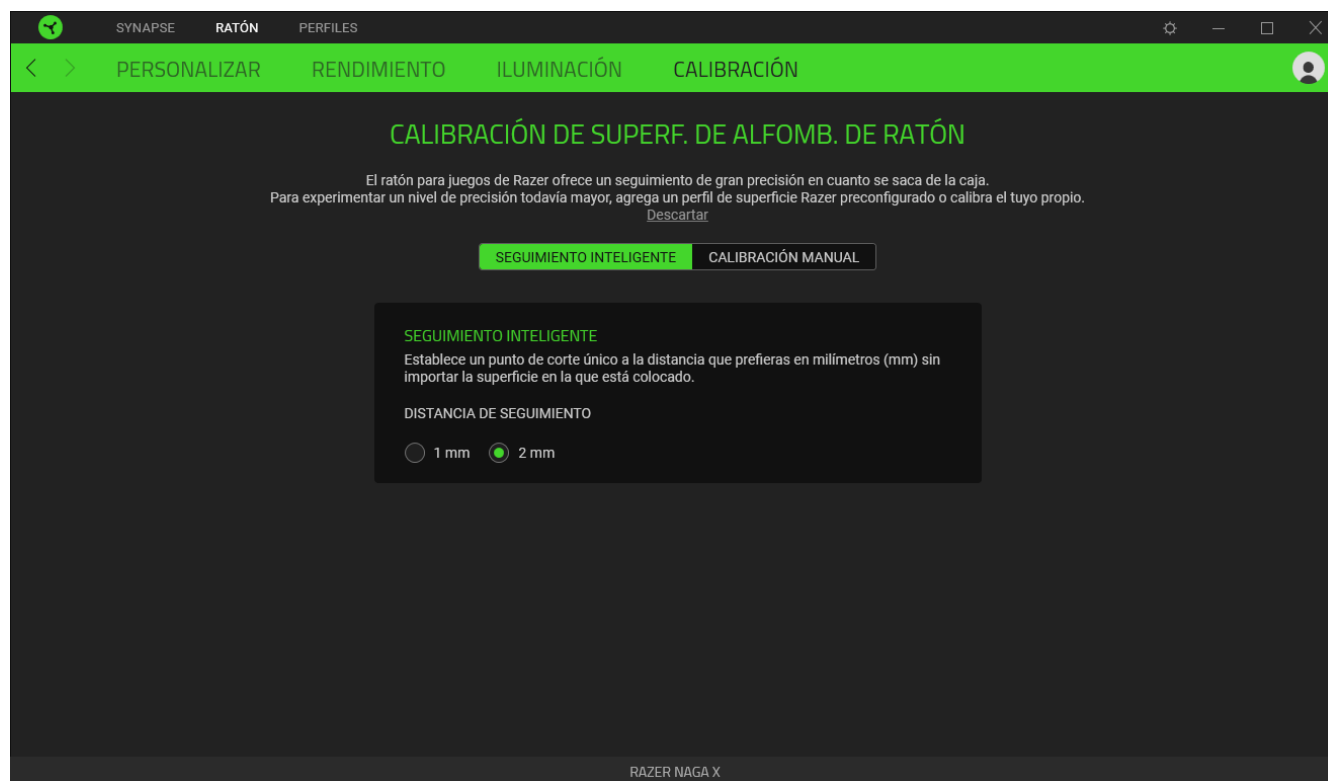 SYNAPSE RATÓN PERFILES
PERSONALIZAR RENDIMIENTO ILUMINACIÓN CALIBRACIÓN
CALIBRACIÓN DE SUPERF. DE ALFOMB. DE RATÓN
El ratón para juegos de Razer ofrece un seguimiento de gran precisión en cuanto se saca de la caja.
Para experimentar un nivel de precisión todavía mayor, agrega un perfil de superficie Razer preconfigurado o calibra el tuyo propio.
Descartar
SEGUIMIENTO INTELIGENTE CALIBRACIÓN MANUAL
SEGUIMIENTO INTELIGENTE
Establece un punto de corte único a la distancia que prefieras en milímetros (mm) sin
importar la superficie en la que está colocado.
DISTANCIA DE SEGUIMIENTO
1 mm 2 mm
RAZER NAGA X